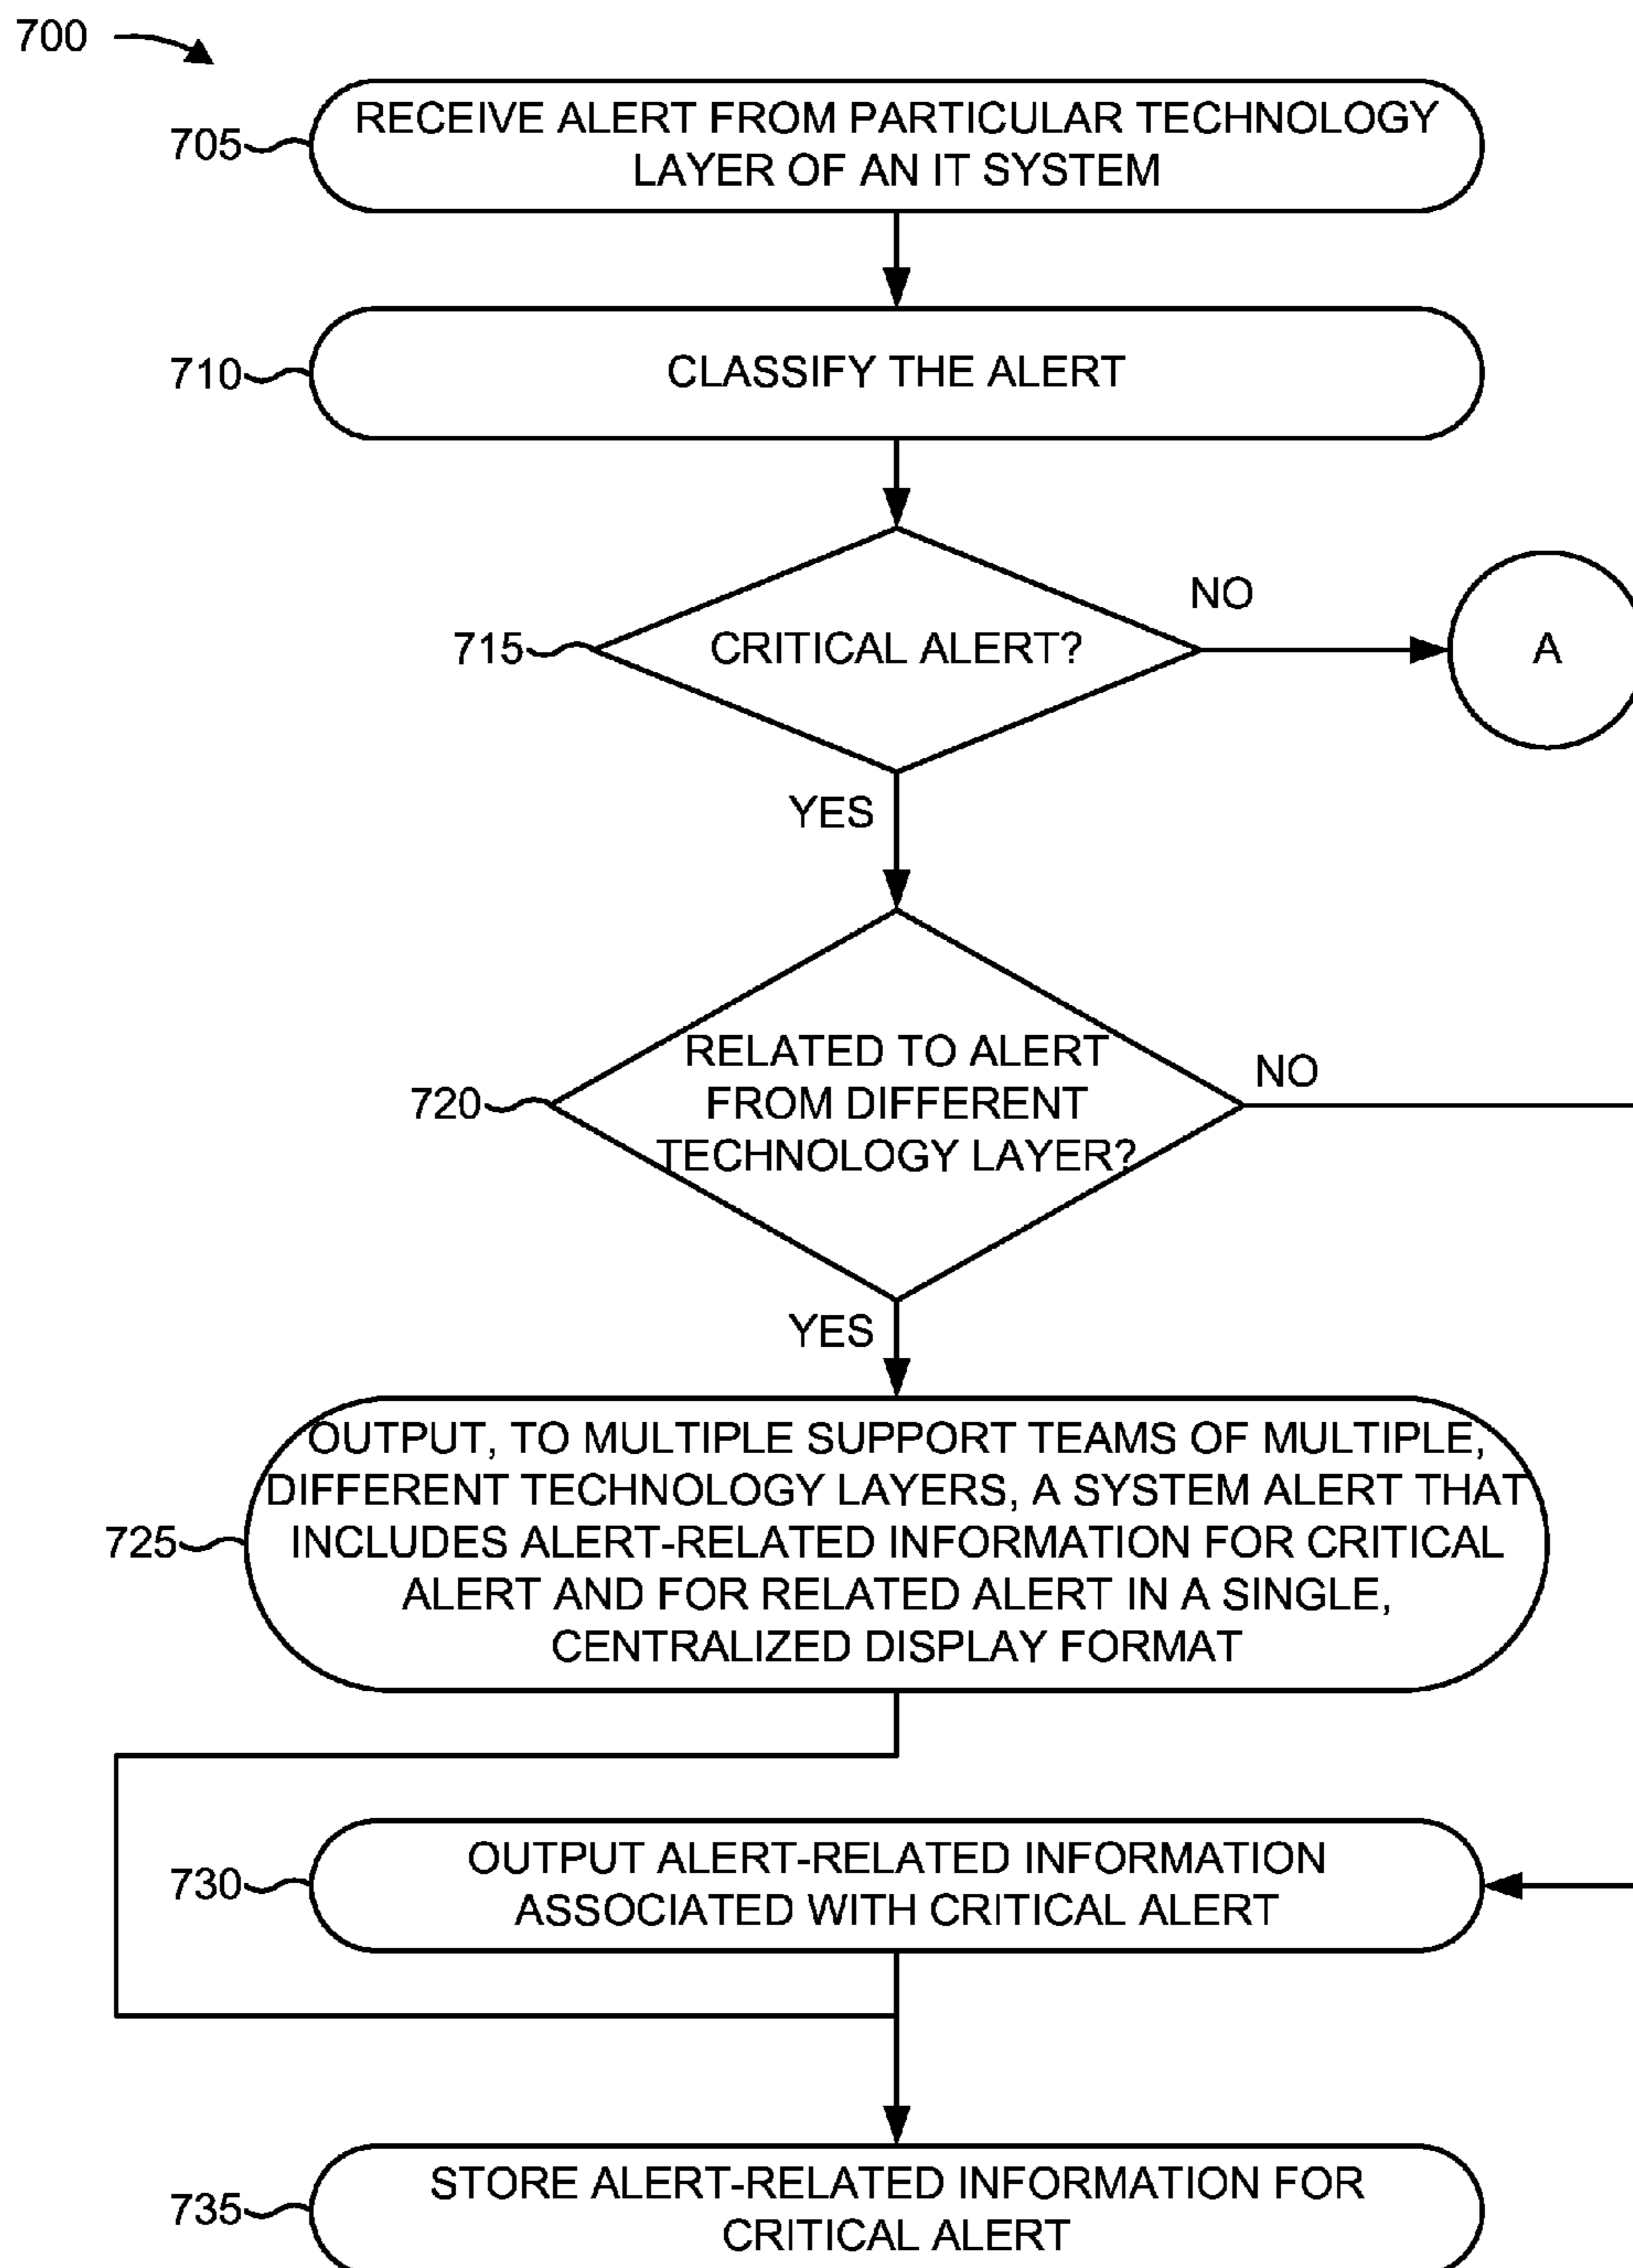 700
705
RECEIVE ALERT FROM PARTICULAR TECHNOLOGY
LAYER OF AN IT SYSTEM
710
CLASSIFY THE ALERT
715
CRITICAL ALERT?
NO
A
YES
720
RELATED TO ALERT
FROM DIFFERENT
TECHNOLOGY LAYER?
NO
YES
725
OUTPUT, TO MULTIPLE SUPPORT TEAMS OF MULTIPLE,
DIFFERENT TECHNOLOGY LAYERS, A SYSTEM ALERT THAT
INCLUDES ALERT-RELATED INFORMATION FOR CRITICAL
ALERT AND FOR RELATED ALERT IN A SINGLE,
CENTRALIZED DISPLAY FORMAT
730
OUTPUT ALERT-RELATED INFORMATION
ASSOCIATED WITH CRITICAL ALERT
735
STORE ALERT-RELATED INFORMATION FOR
CRITICAL ALERT